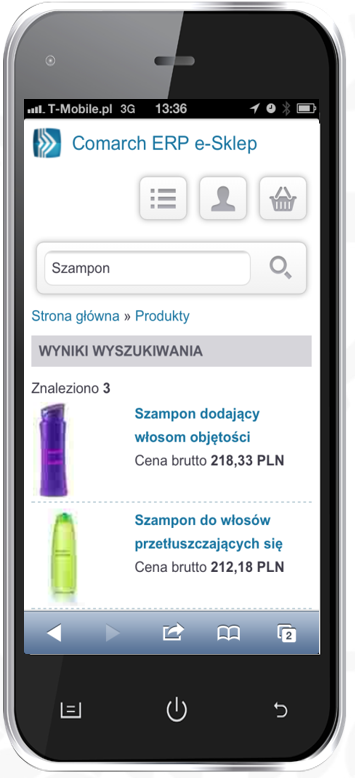 T-Mobile.pl 3G 13:36
Comarch ERP e-Sklep
Szampon
Strona główna » Produkty
WYNIKI WYSZUKIWANIA
Znaleziono 3
Szampon dodający
włosom objętości
Cena brutto 218,33 PLN
Szampon do włosów
przetłuszczających się
Cena brutto 212,18 PLN
2